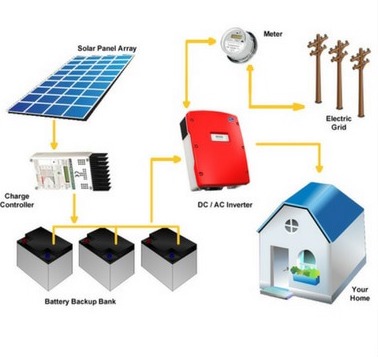 Solar Panel Array
Meter
Electric
Grid
Charge
Controller
DC / AC Inverter
Battery Backup Bank
Your
Home